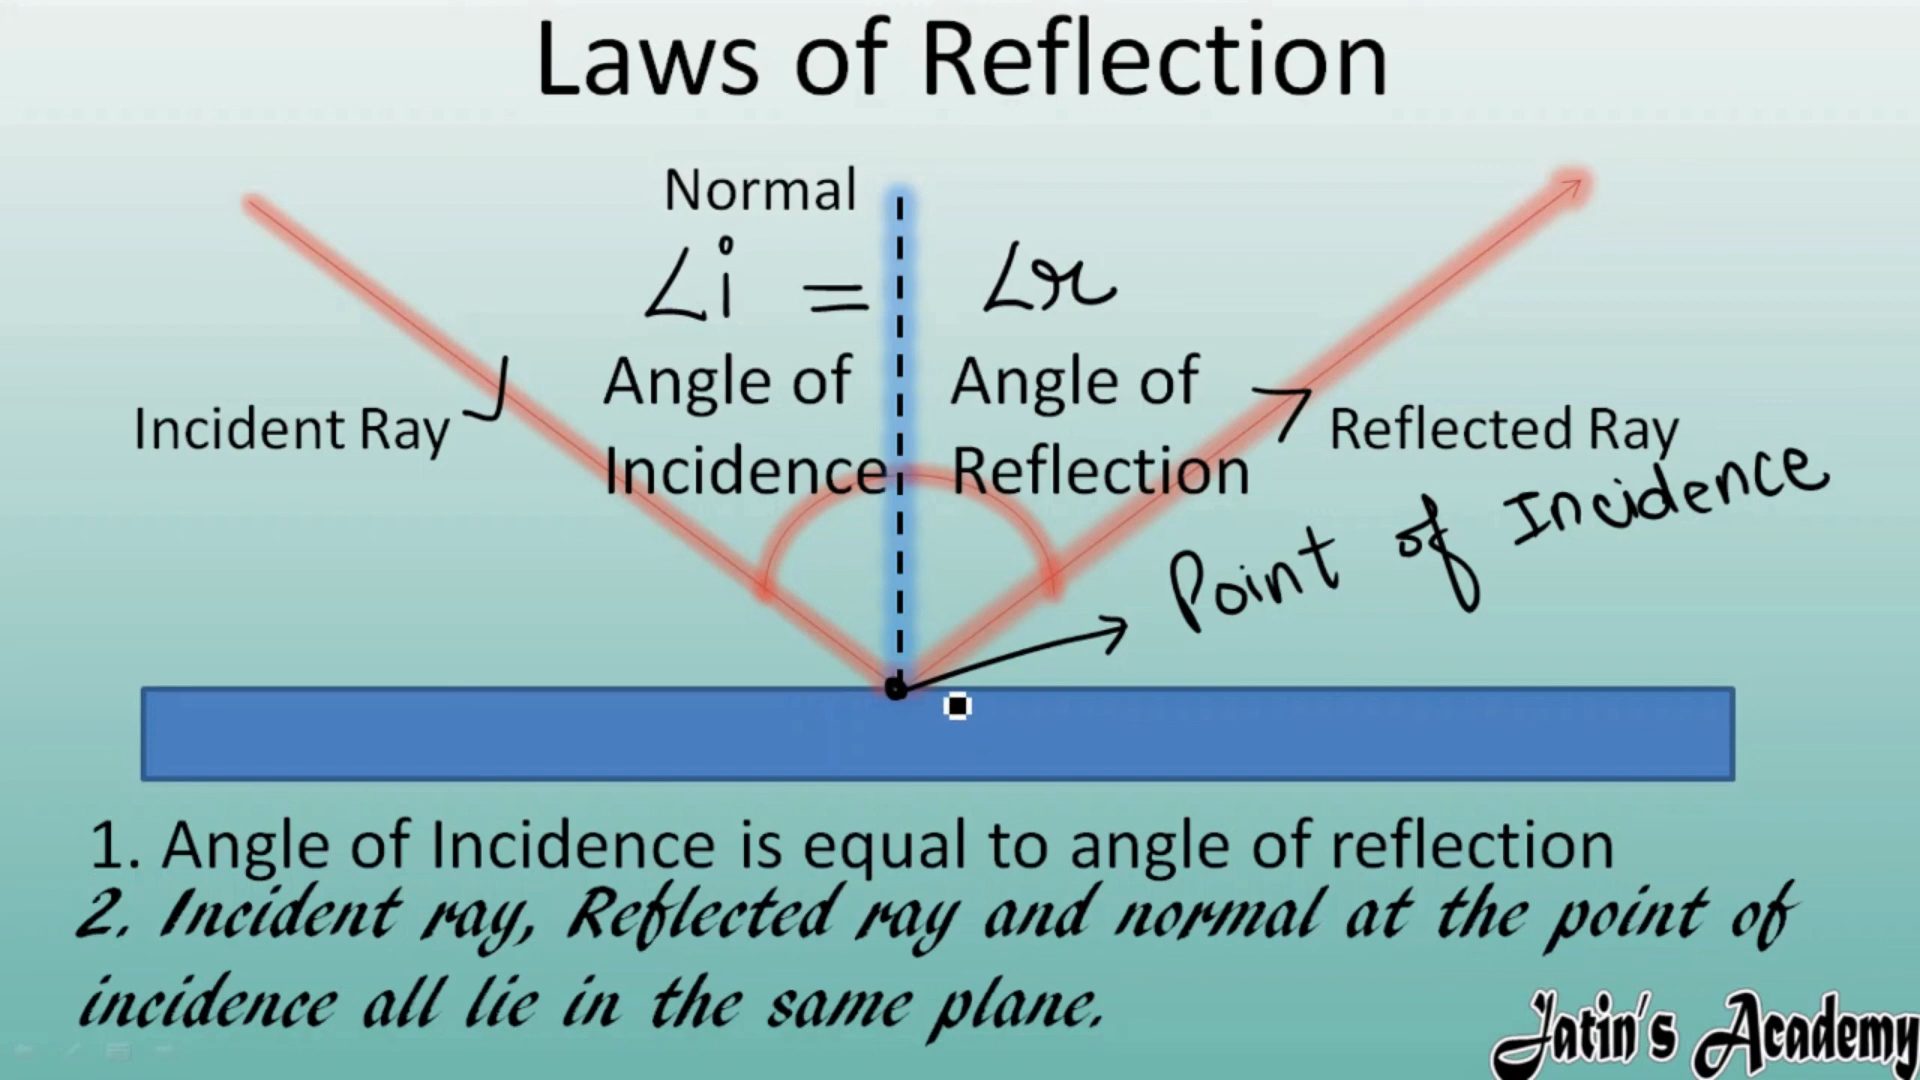 Laws of Reflection
Normal
∠i = ∠r
Angle of Incidence
Angle of Reflection
Incident Ray
Reflected Ray
Point of Incidence
1. Angle of Incidence is equal to angle of reflection
2. Incident ray, Reflected ray and normal at the point of
incidence all lie in the same plane.
Jatin's Academy